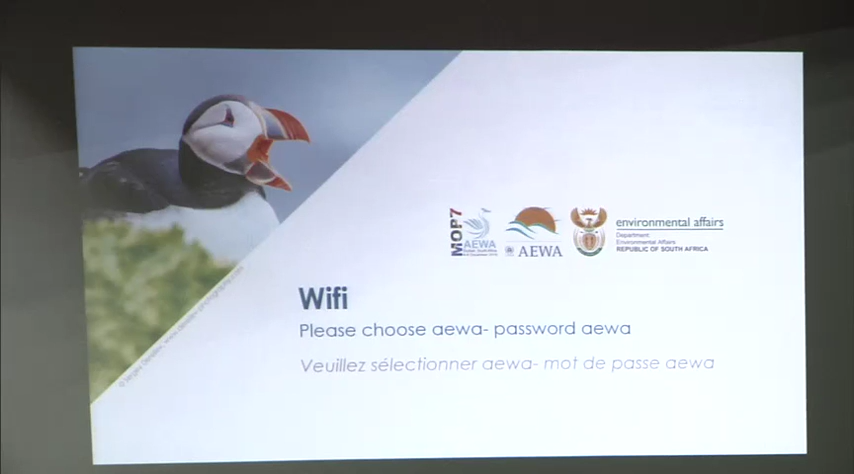 MOP7
AEWA
AEWA
environmental affairs
Department:
Environmental Affairs
REPUBLIC OF SOUTH AFRICA
Wifi
Please choose aewa- password aewa
Veuillez sélectionner aewa- mot de passe aewa